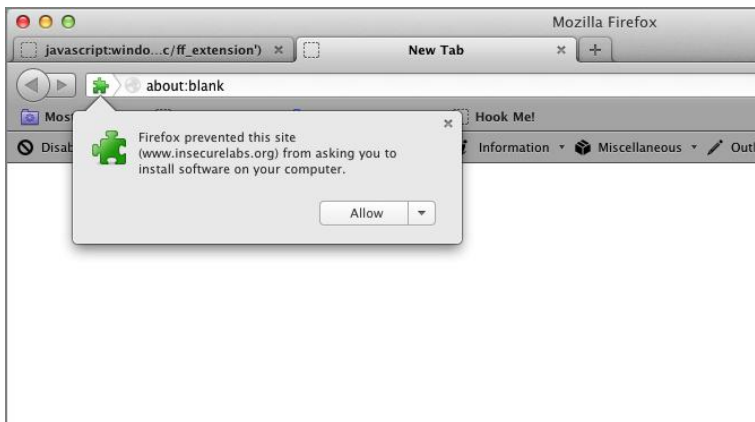 Mozilla Firefox
javascript:windo...c/ff_extension')
New Tab
about:blank
Hook Me!
Information
Miscellaneous
Firefox prevented this site
(www.insecurelabs.org) from asking you to
install software on your computer.
Allow